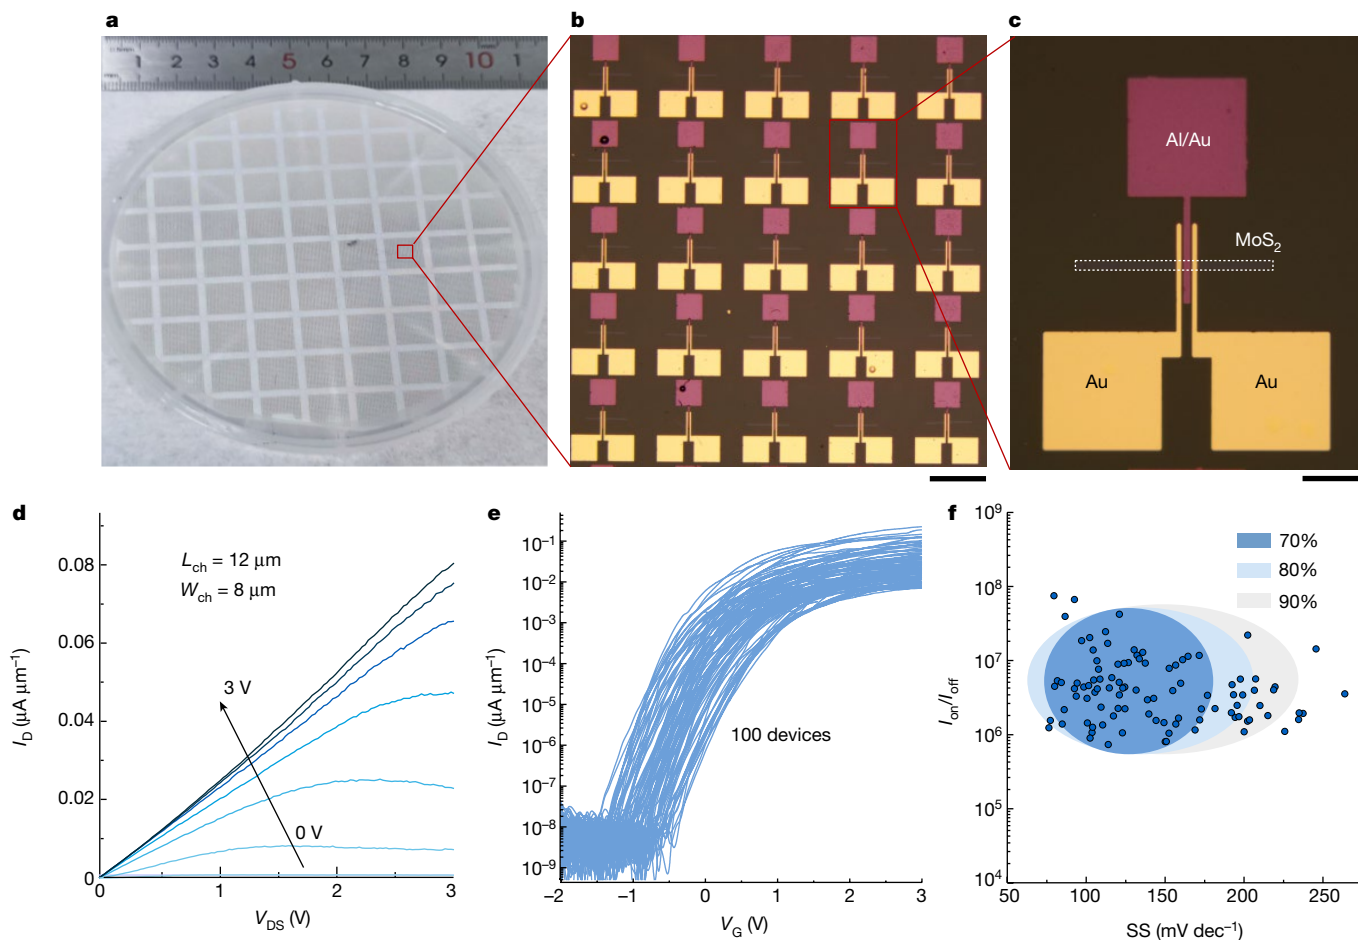 a
b
c
1 2 3 4 5 6 7 8 9 10 1
Al/Au
MoS2
Au
Au
d
e
f
0.08
0.06
0.04
0.02
0
0
1
2
3
ID (μA μm–1)
VDS (V)
Lch = 12 μm
Wch = 8 μm
3 V
0 V
10–1
10–2
10–3
10–4
10–5
10–6
10–7
10–8
10–9
–2
–1
0
1
2
3
ID (μA μm–1)
VG (V)
100 devices
109
108
107
106
105
104
50
100
150
200
250
Ion/Ioff
SS (mV dec–1)
70%
80%
90%